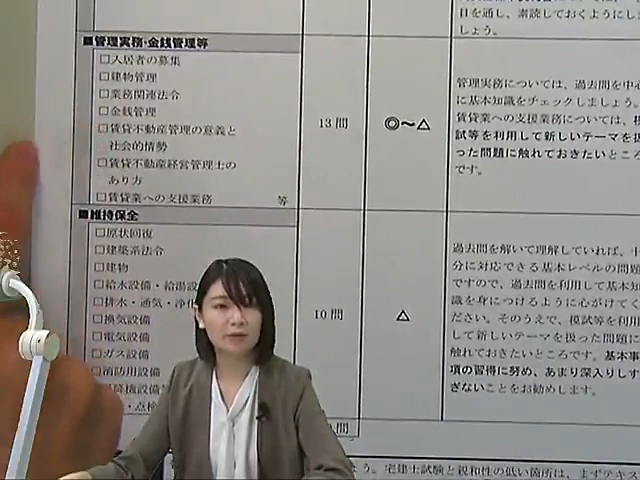 目を通し、素読しておくようにし
しょう。
■管理実務・金銭管理等
□入居者の募集
□建物管理
□業務関連法令
□金銭管理
□賃貸不動産管理の意義と
社会的情勢
□賃貸不動産経営管理士の
あり方
□賃貸業への支援業務 等
13問
◎～△
管理実務については、過去問を中心
に基本知識をチェックしましょう。
賃貸業への支援業務については、模
試等を利用して新しいテーマを扱
った問題に触れておきたいところ
です。
■維持保全
□原状回復
□建築系法令
□建物
□給水設備・給湯設
□排水・通気・浄化
□換気設備
□電気設備
□ガス設備
□消防用設備
降機設備
・点検
10問
△
過去問を解いて理解していれば、十
分に対応できる基本レベルの問題
ですので、過去問を利用して基本知
識を身につけるように心がけてく
ださい。そのうえで、模試等を利用
して新しいテーマを扱った問題に
触れておきたいところです。基本事
項の習得に努め、あまり深入りしす
ぎないことをお勧めします。
問
う。宅建士試験と親和性の低い箇所は、まずテキス